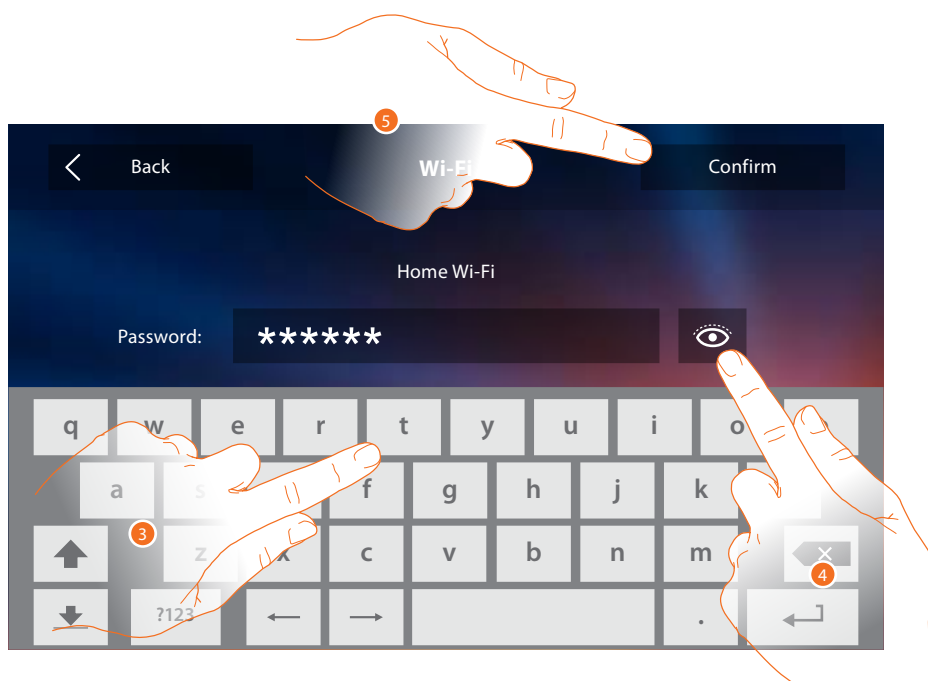 5
Back Wi-Fi Confirm
Home Wi-Fi
Password: ******
q w e r t y u i o p
a s f g h j k
3 z x c v b n m
4
?123 .